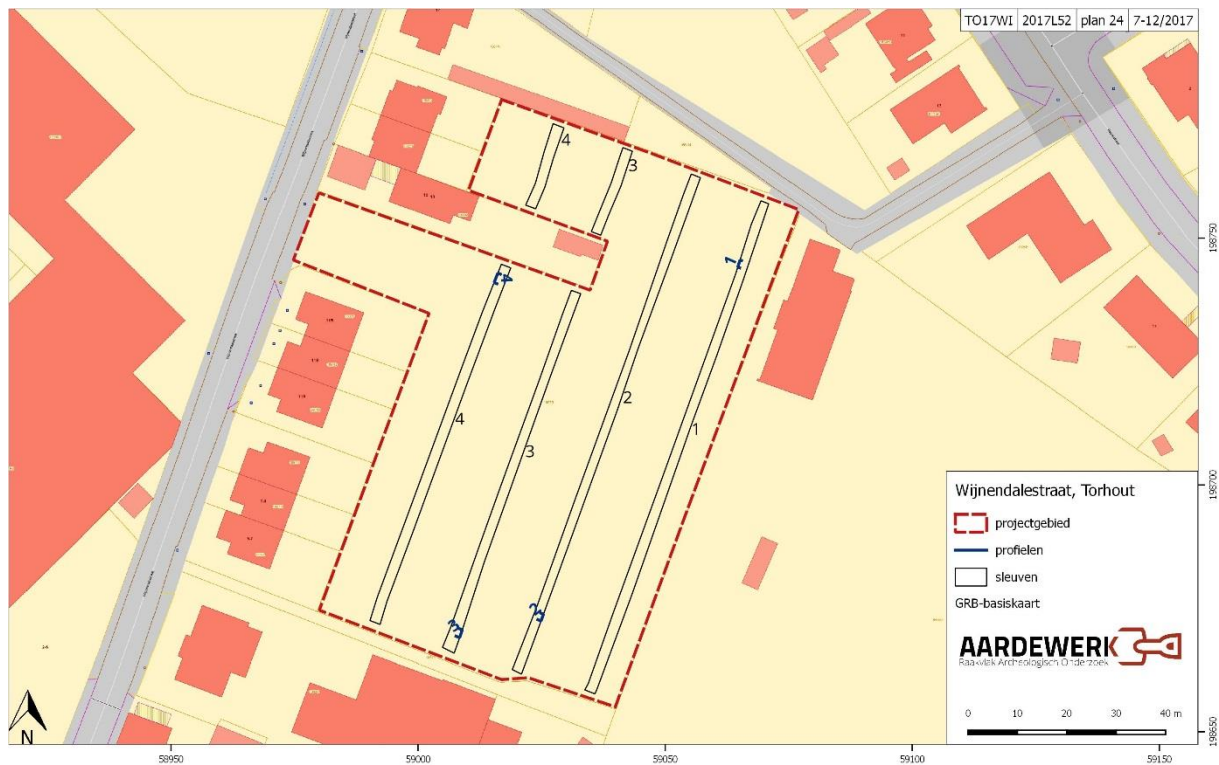 TO17WI 2017L52 plan 24 7-12/2017
4
3
1
4
2
4
3
1
3
2
Wijnendalestraat, Torhout
projectgebied
profielen
sleuven
GRB-basiskaart
AARDEWERK
Raakvlak Archeologisch Onderzoek
0 10 20 30 40 m
N
198750
198700
198650
58950 59000 59050 59100 59150